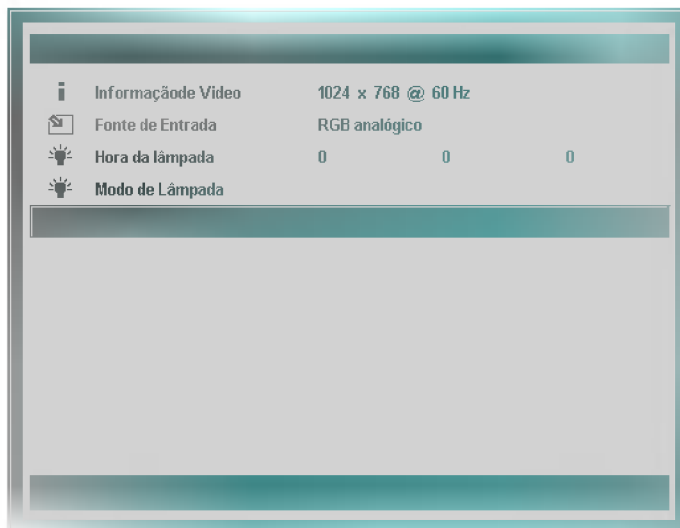 Informaçãode Video 1024 x 768 @ 60 Hz
Fonte de Entrada RGB analógico
Hora da lâmpada 0 0 0
Modo de Lâmpada